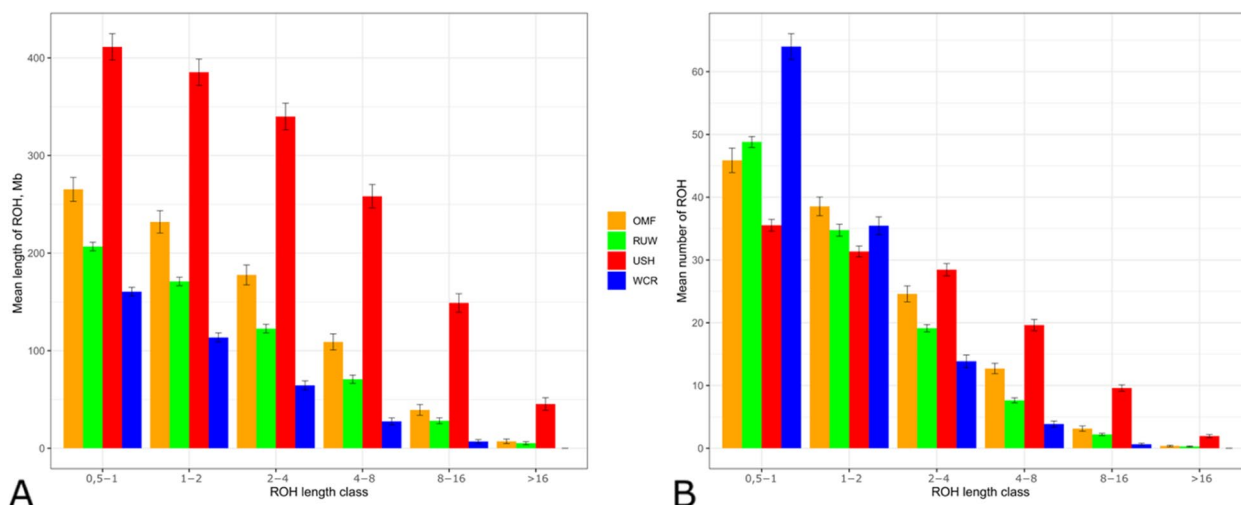 Mean length of ROH, Mb
400
300
200
100
0
0,5−1
1−2
2−4
4−8
8−16
>16
ROH length class
A
OMF
RUW
USH
WCR
Mean number of ROH
60
50
40
30
20
10
0
0,5−1
1−2
2−4
4−8
8−16
>16
ROH length class
B